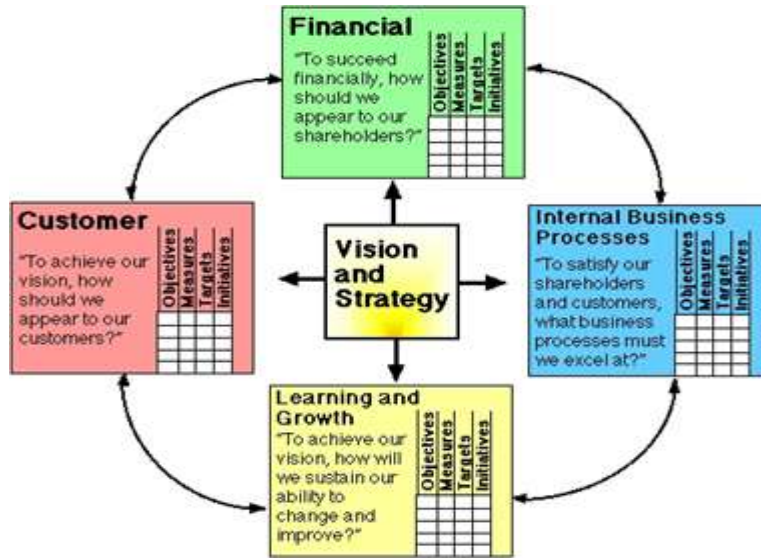 Financial
"To succeed
financially, how
should we
appear to our
shareholders?"
Objectives
Measures
Targets
Initiatives
Customer
"To achieve our
vision, how
should we
appear to our
customers?"
Objectives
Measures
Targets
Initiatives
Vision
and
Strategy
Internal Business
Processes
"To satisfy our
shareholders
and customers,
what business
processes must
we excel at?"
Objectives
Measures
Targets
Initiatives
Learning and
Growth
"To achieve our
vision, how will
we sustain our
ability to
change and
improve?"
Objectives
Measures
Targets
Initiatives